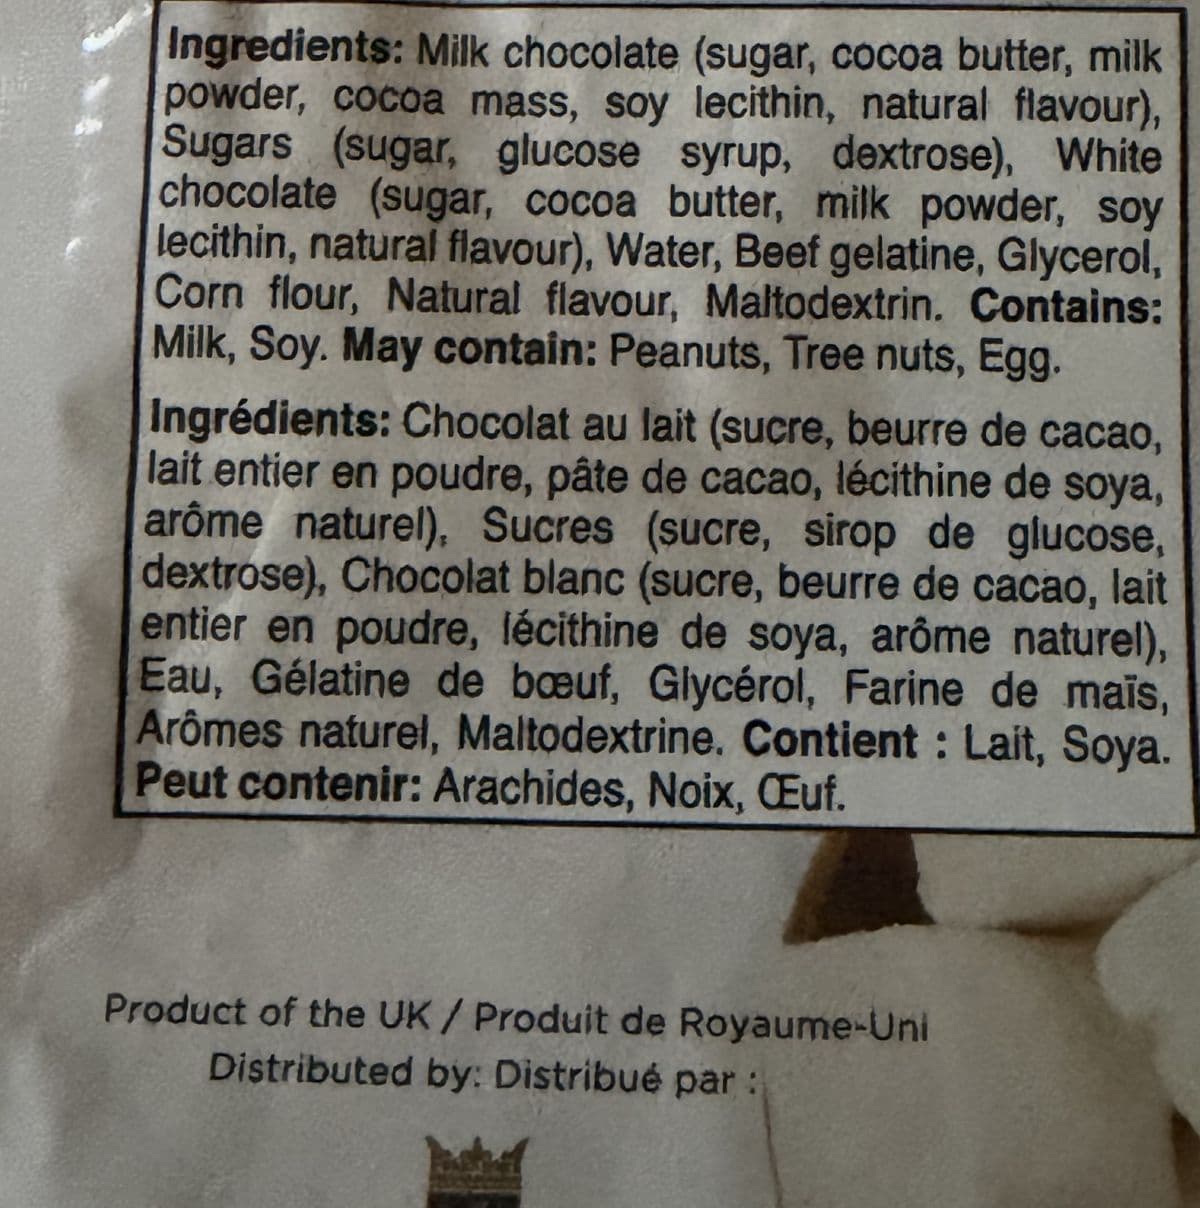 Ingredients: Milk chocolate (sugar, cocoa butter, milk
powder, cocoa mass, soy lecithin, natural flavour),
Sugars (sugar, glucose syrup, dextrose), White
chocolate (sugar, cocoa butter, milk powder, soy
lecithin, natural flavour), Water, Beef gelatine, Glycerol,
Corn flour, Natural flavour, Maltodextrin. Contains:
Milk, Soy. May contain: Peanuts, Tree nuts, Egg.
Ingrédients: Chocolat au lait (sucre, beurre de cacao,
lait entier en poudre, pâte de cacao, lécithine de soya,
arôme naturel), Sucres (sucre, sirop de glucose,
dextrose), Chocolat blanc (sucre, beurre de cacao, lait
entier en poudre, lécithine de soya, arôme naturel),
Eau, Gélatine de bœuf, Glycérol, Farine de maïs,
Arômes naturel, Maltodextrine. Contient : Lait, Soya.
Peut contenir: Arachides, Noix, Œuf.
Product of the UK / Produit de Royaume-Uni
Distributed by: Distribué par :